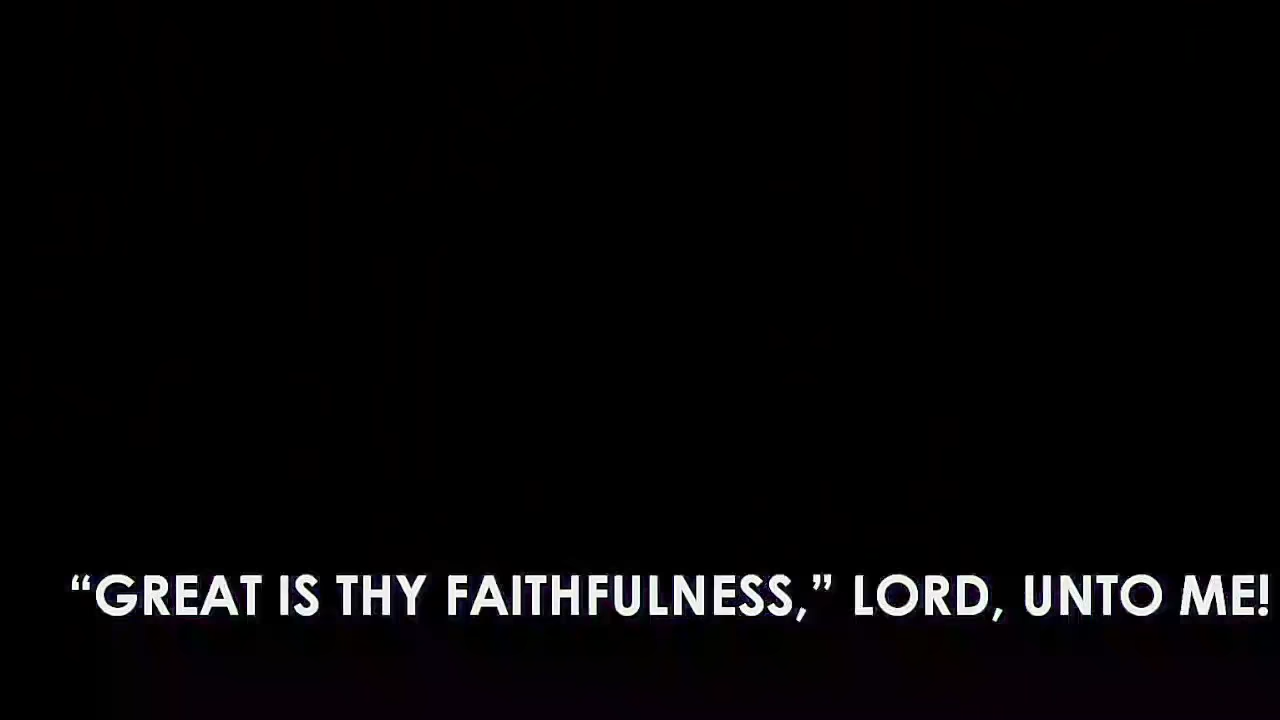 “GREAT IS THY FAITHFULNESS,” LORD, UNTO ME!